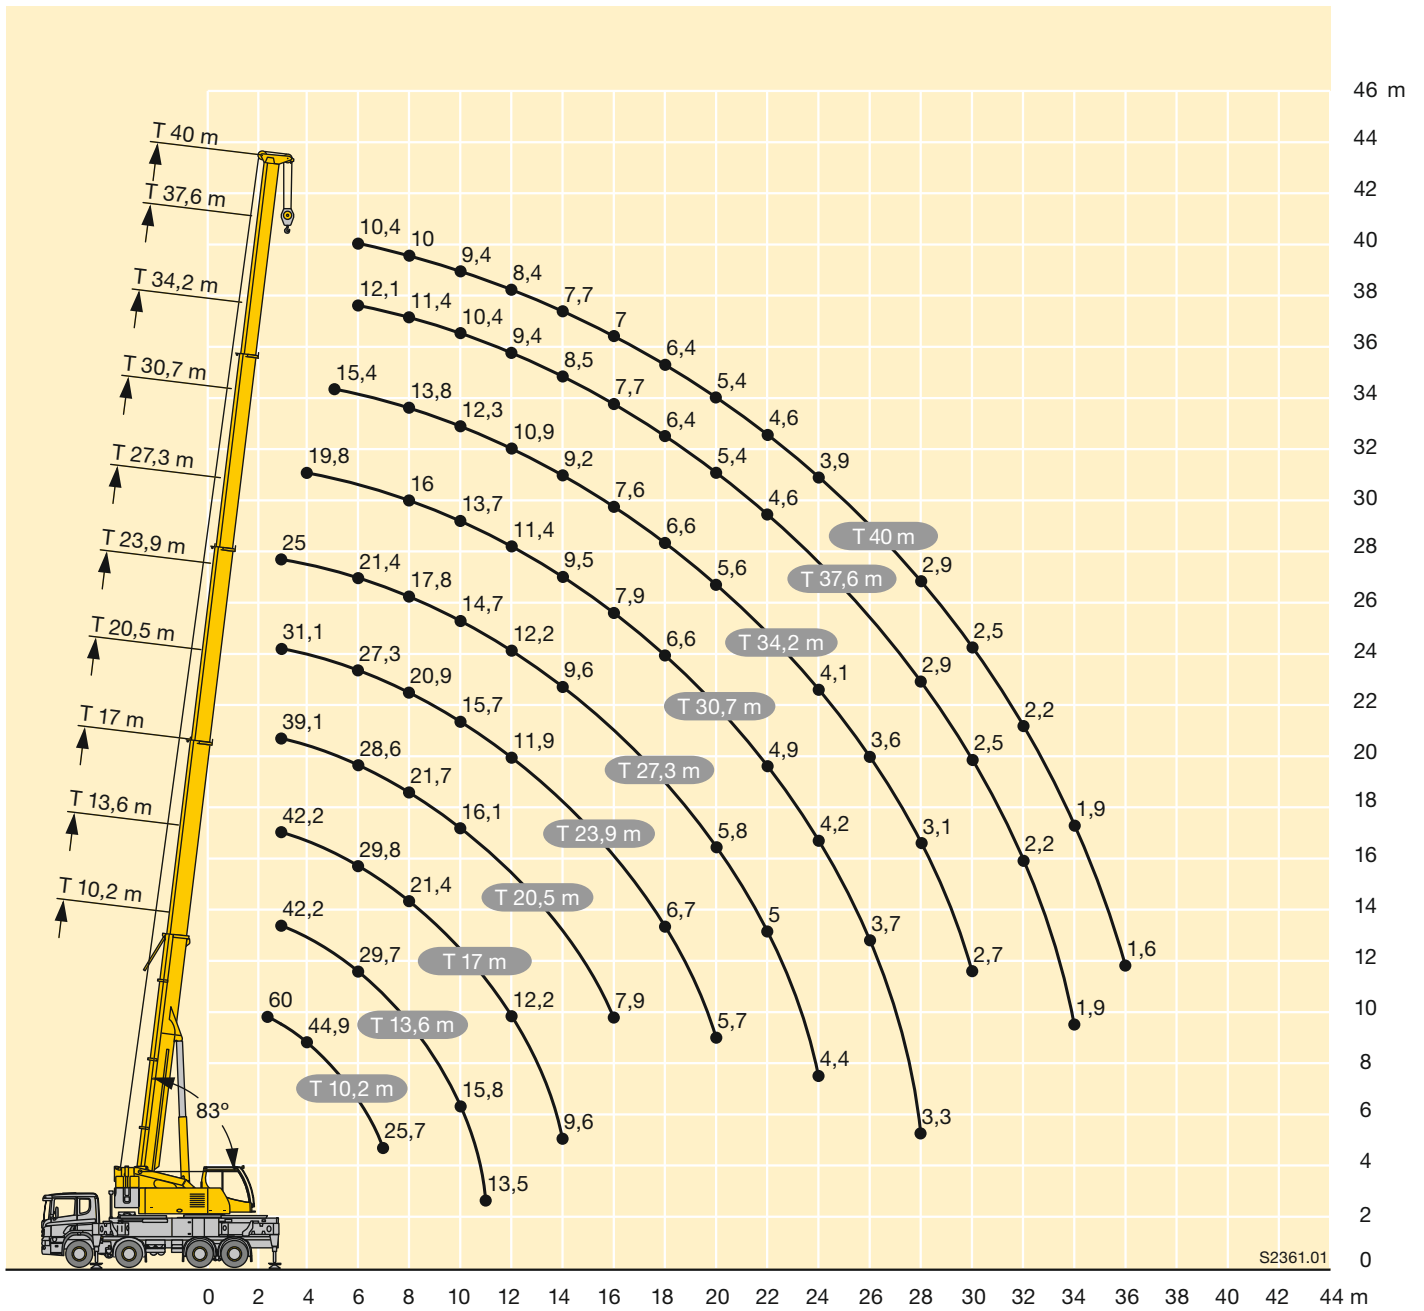 46 m
44
42
40
38
36
34
32
30
28
26
24
22
20
18
16
14
12
10
8
6
4
2
0
T 40 m
T 37,6 m
T 34,2 m
T 30,7 m
T 27,3 m
T 23,9 m
T 20,5 m
T 17 m
T 13,6 m
T 10,2 m
83°
10,4 10 9,4 8,4 7,7 7 6,4 5,4 4,6 3,9 T 40 m 2,9 2,5 2,2 1,9 1,6
12,1 11,4 10,4 9,4 8,5 7,7 6,4 5,4 4,6 T 37,6 m 2,9 2,5 2,2 1,9
15,4 13,8 12,3 10,9 9,2 7,6 6,6 5,6 T 34,2 m 4,1 3,6 3,1 2,7
19,8 16 13,7 11,4 9,5 7,9 6,6 T 30,7 m 4,9 4,2 3,7 3,3
25 21,4 17,8 14,7 12,2 9,6 T 27,3 m 5,8 5 4,4
31,1 27,3 20,9 15,7 11,9 T 23,9 m 6,7 5,7
39,1 28,6 21,7 16,1 T 20,5 m 7,9
42,2 29,8 21,4 T 17 m 12,2 9,6
42,2 29,7 T 13,6 m 15,8 13,5
60 44,9 T 10,2 m 25,7
S2361.01
0 2 4 6 8 10 12 14 16 18 20 22 24 26 28 30 32 34 36 38 40 42 44 m